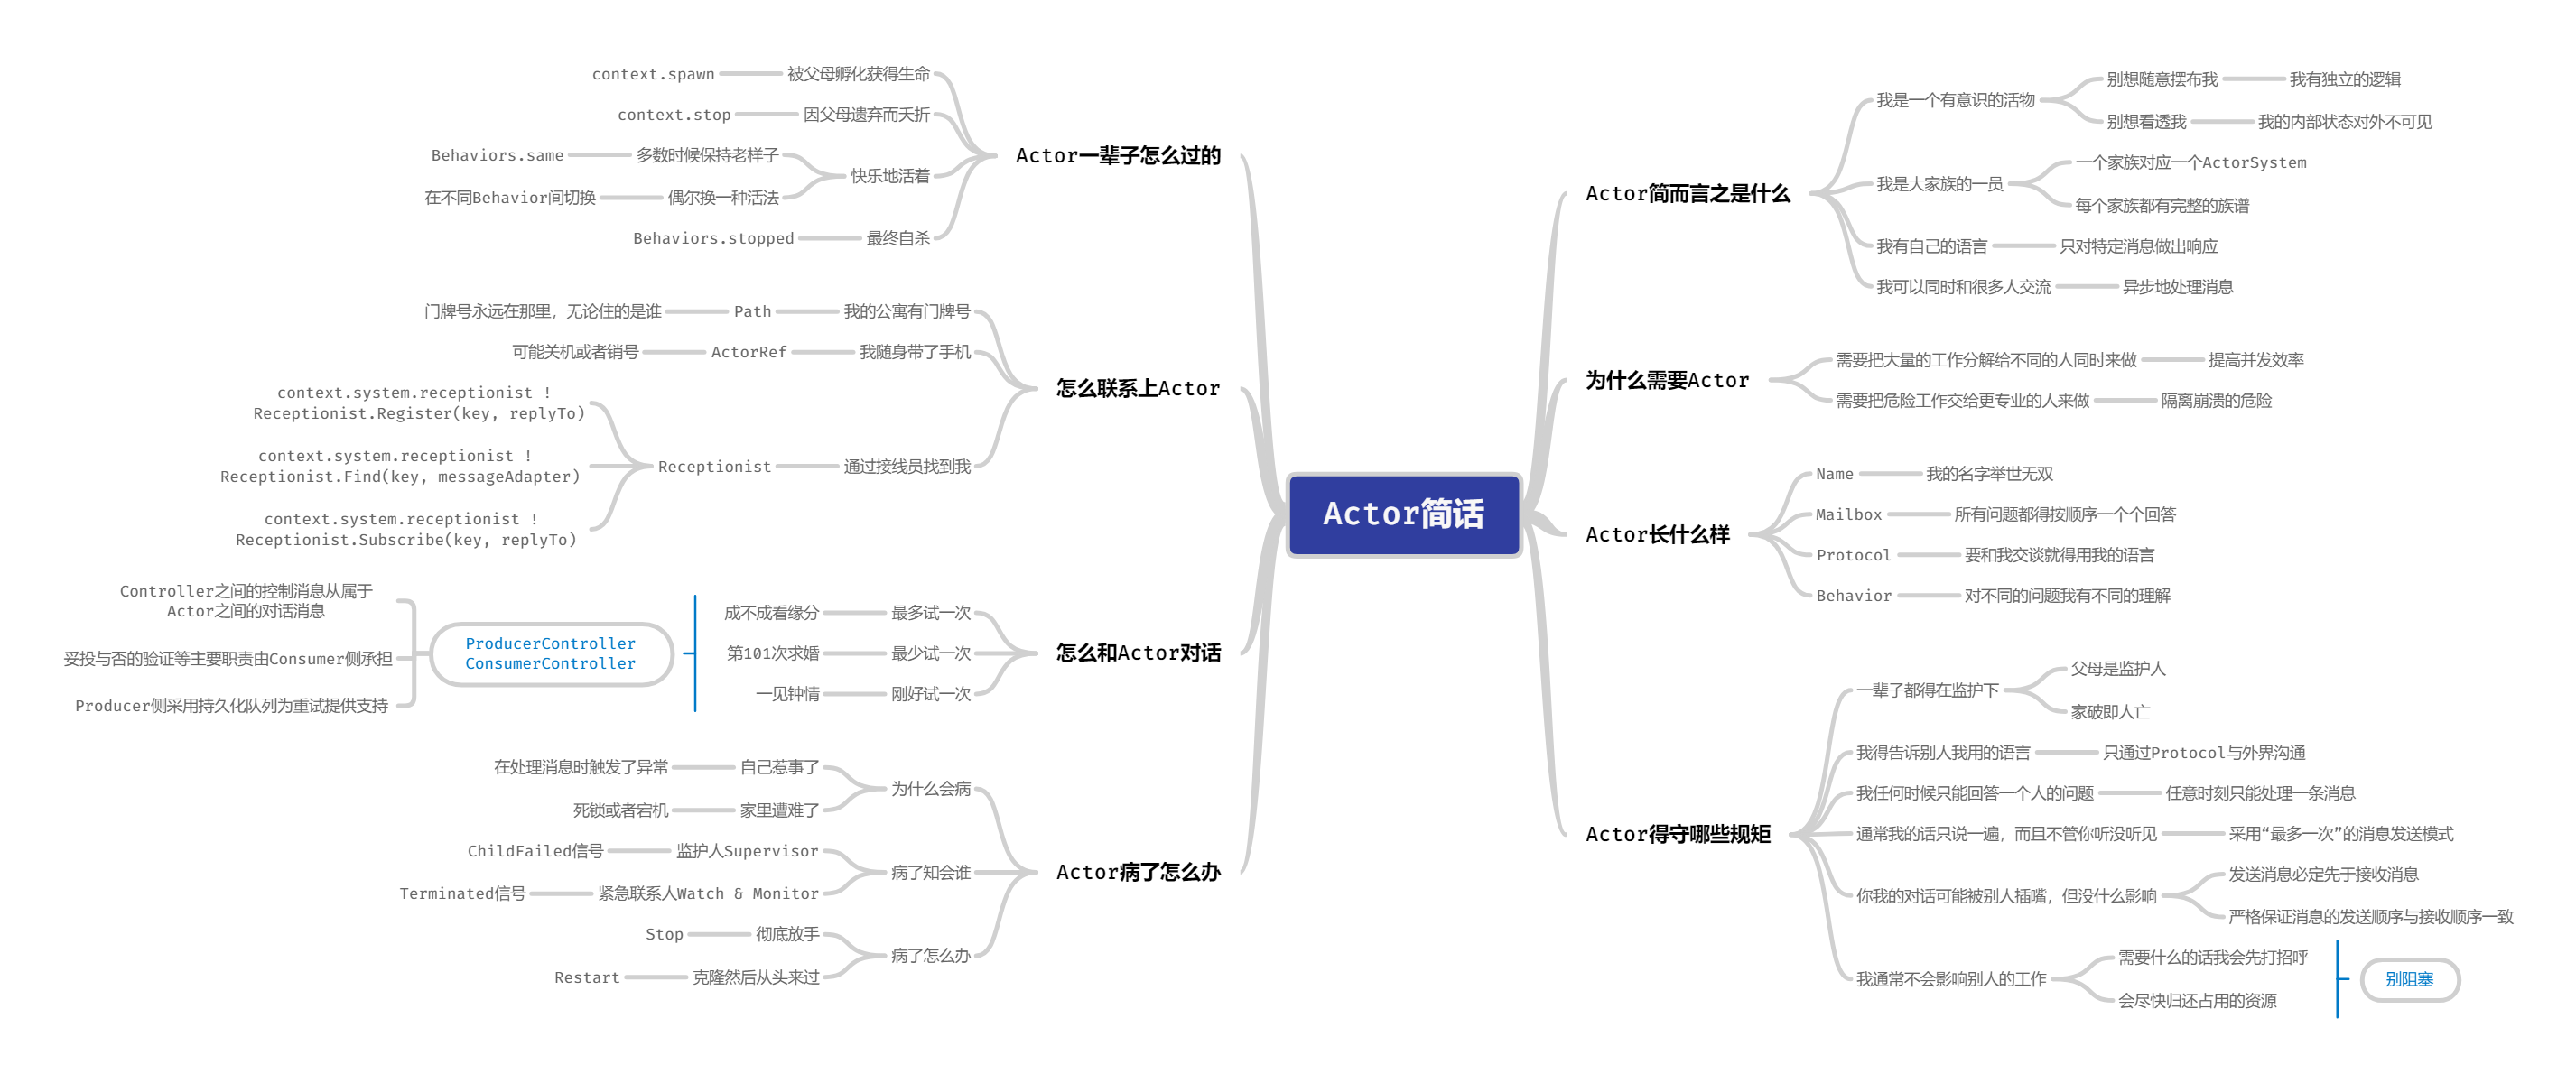 Actor简话
Actor简而言之是什么
我是一个有意识的活物
别想随意摆布我
我有独立的逻辑
别想看透我
我的内部状态对外不可见
我是大家族的一员
一个家族对应一个ActorSystem
每个家族都有完整的族谱
我有自己的语言
只对特定消息做出响应
我可以同时和很多人交流
异步地处理消息
为什么需要Actor
需要把大量的工作分解给不同的人同时来做
提高并发效率
需要把危险工作交给更专业的人来做
隔离崩溃的危险
Actor长什么样
Name
我的名字举世无双
Mailbox
所有问题都得按顺序一个个回答
Protocol
要和我交谈就得用我的语言
Behavior
对不同的问题我有不同的理解
Actor得守哪些规矩
一辈子都得在监护下
父母是监护人
家破即人亡
我得告诉别人我用的语言
只通过Protocol与外界沟通
我任何时候只能回答一个人的问题
任意时刻只能处理一条消息
通常我的话只说一遍，而且不管你听没听见
采用“最多一次”的消息发送模式
你我的对话可能被别人插嘴，但没什么影响
发送消息必定先于接收消息
严格保证消息的发送顺序与接收顺序一致
我通常不会影响别人的工作
需要什么的话我会先打招呼
会尽快归还占用的资源
别阻塞
Actor一辈子怎么过的
被父母孵化获得生命
context.spawn
因父母遗弃而夭折
context.stop
快乐地活着
多数时候保持老样子
Behaviors.same
偶尔换一种活法
在不同Behavior间切换
最终自杀
Behaviors.stopped
怎么联系上Actor
我的公寓有门牌号
Path
门牌号永远在那里，无论住的是谁
我随身带了手机
ActorRef
可能关机或者销号
通过接线员找到我
Receptionist
context.system.receptionist !
Receptionist.Register(key, replyTo)
context.system.receptionist !
Receptionist.Find(key, messageAdapter)
context.system.receptionist !
Receptionist.Subscribe(key, replyTo)
怎么和Actor对话
最多试一次
成不成看缘分
最少试一次
第101次求婚
刚好试一次
一见钟情
ProducerController
ConsumerController
Controller之间的控制消息从属于
Actor之间的对话消息
妥投与否的验证等主要职责由Consumer侧承担
Producer侧采用持久化队列为重试提供支持
Actor病了怎么办
为什么会病
自己惹事了
在处理消息时触发了异常
家里遭难了
死锁或者宕机
病了知会谁
监护人Supervisor
ChildFailed信号
紧急联系人Watch & Monitor
Terminated信号
病了怎么办
彻底放手
Stop
克隆然后从头来过
Restart